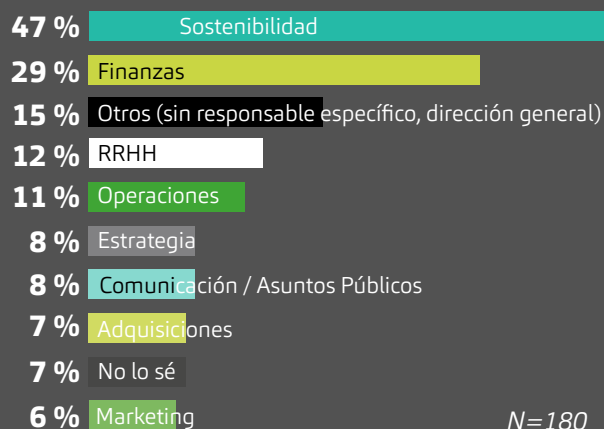 47 % Sostenibilidad
29 % Finanzas
15 % Otros (sin responsable específico, dirección general)
12 % RRHH
11 % Operaciones
8 % Estrategia
8 % Comunicación / Asuntos Públicos
7 % Adquisiciones
7 % No lo sé
6 % Marketing
N=180